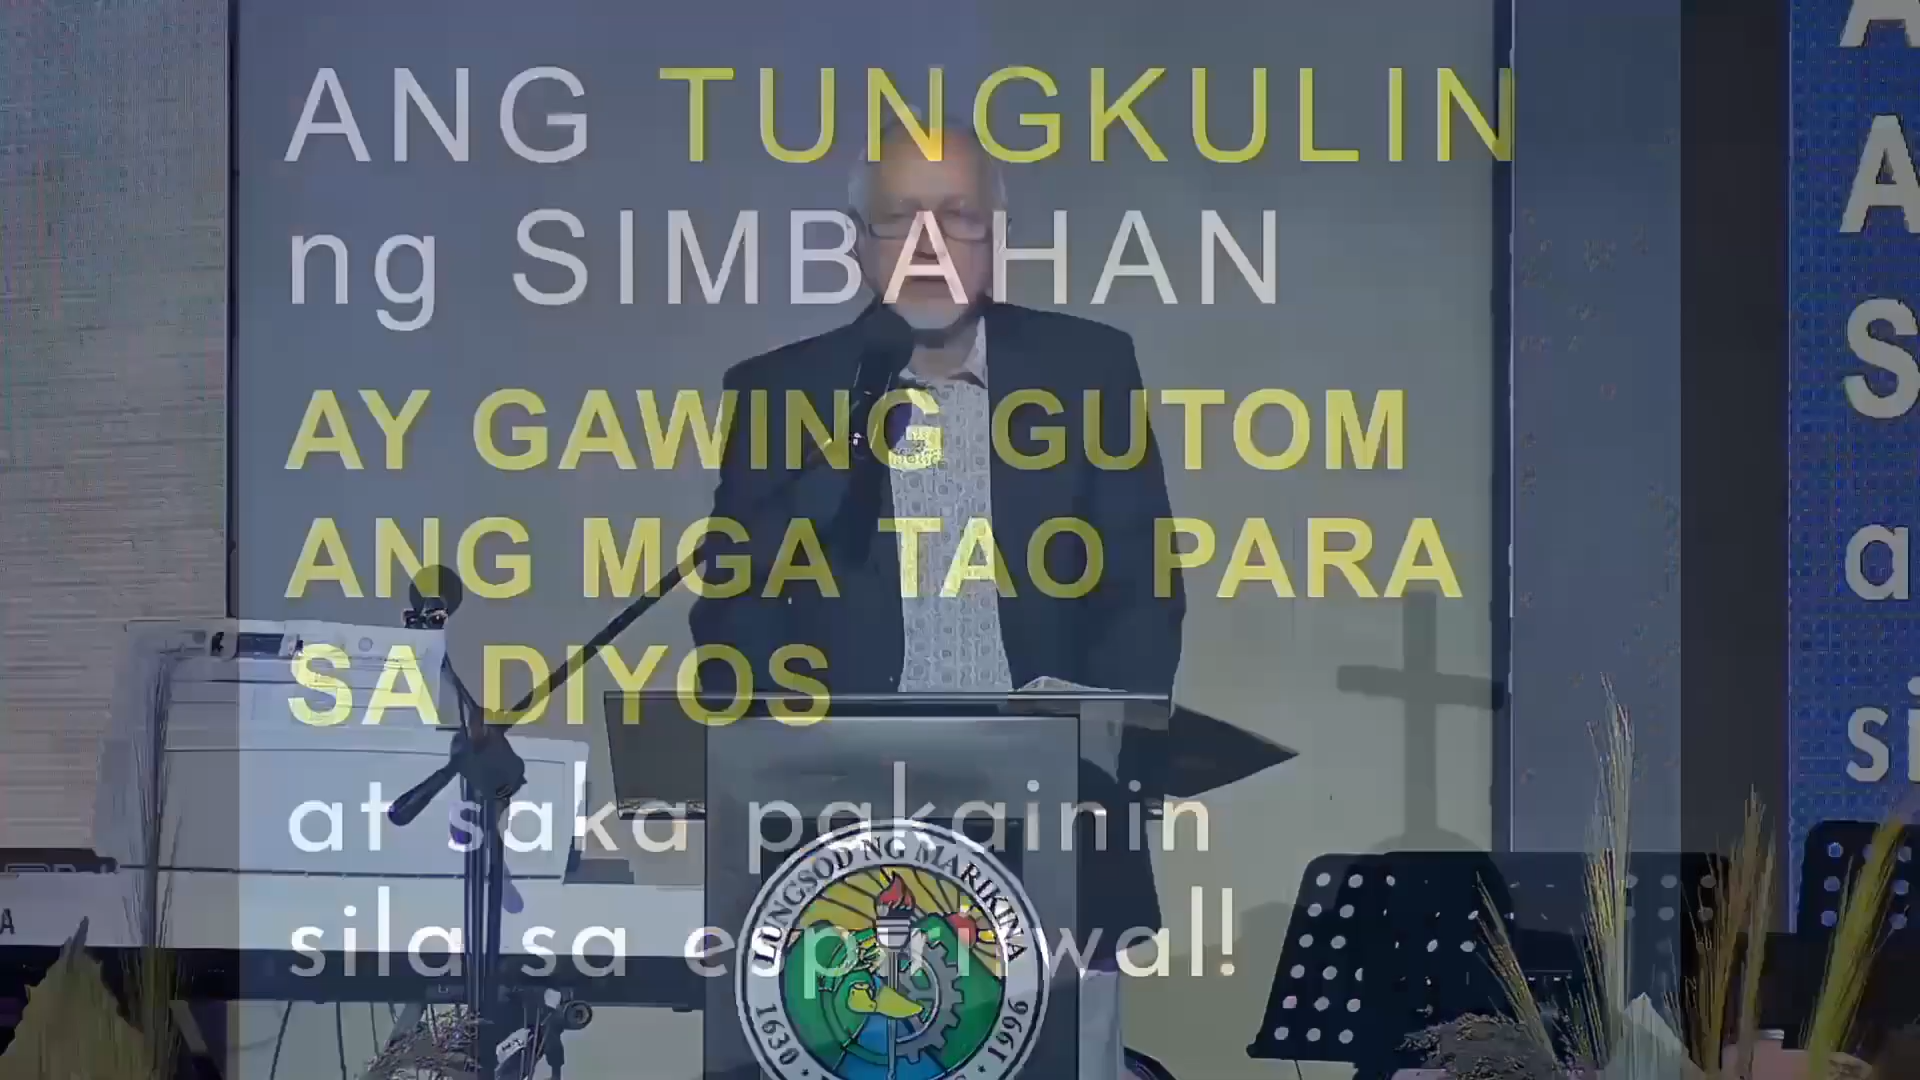 ANG TUNGKULIN
ng SIMBAHAN
AY GAWING GUTOM
ANG MGA TAO PARA
SA DIYOS
at saka pakainin
sila sa espiritwal!
LUNGSOD NG MARIKINA
1630
1996
A
A
A
S
a
si